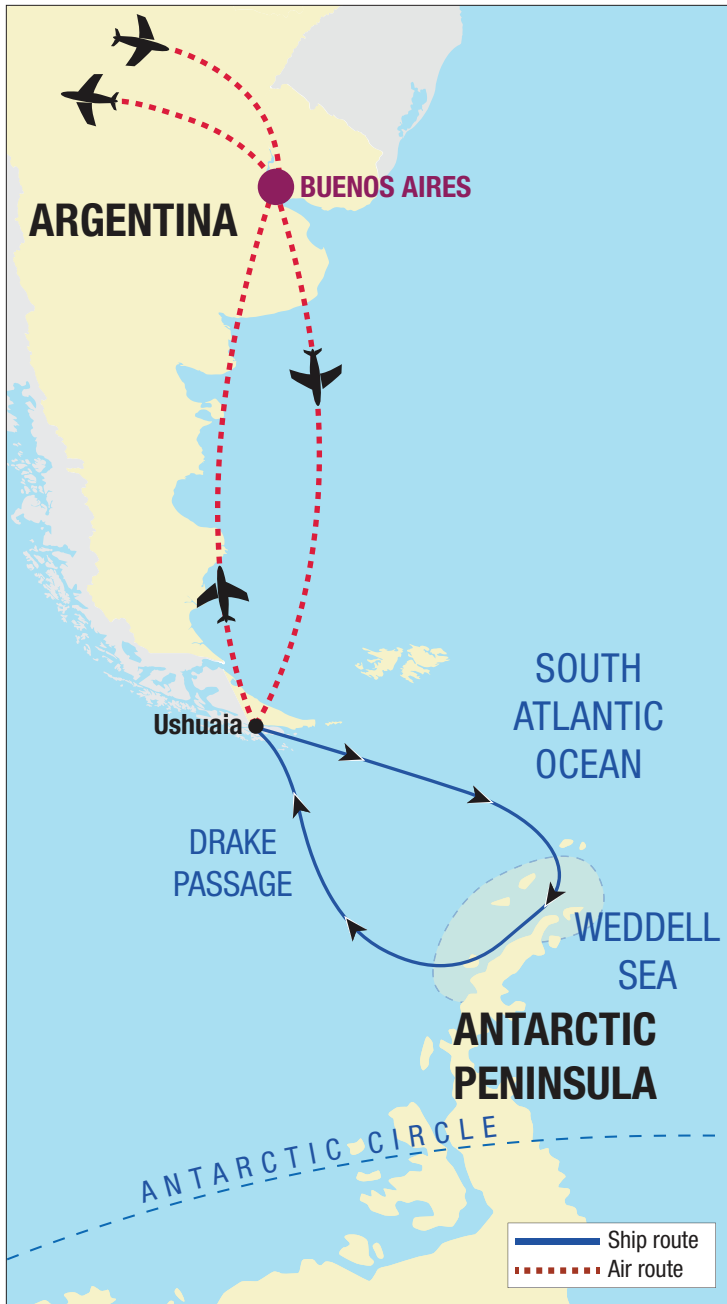 BUENOS AIRES
ARGENTINA
SOUTH
ATLANTIC
OCEAN
Ushuaia
DRAKE
PASSAGE
WEDDELL
SEA
ANTARCTIC
PENINSULA
ANTARCTIC CIRCLE
Ship route
Air route